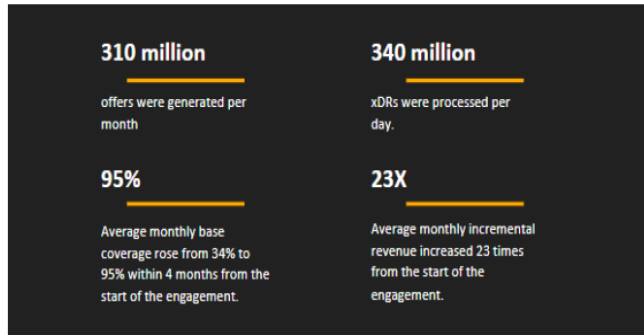 310 million
offers were generated per
month
340 million
xDRs were processed per
day.
95%
Average monthly base
coverage rose from 34% to
95% within 4 months from the
start of the engagement.
23X
Average monthly incremental
revenue increased 23 times
from the start of the
engagement.